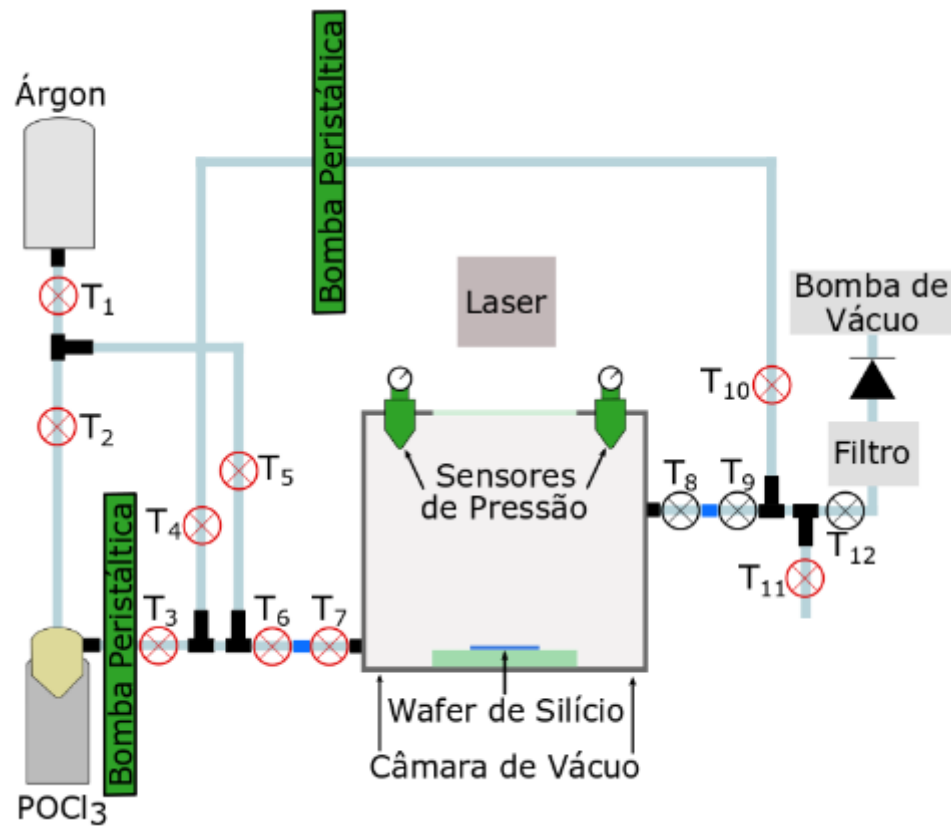 Árgon
Bomba Peristáltica
T1
Laser
Bomba de
Vácuo
T10
T2
Filtro
T5
Sensores
de Pressão
T8
T9
T4
T12
T11
Bomba Peristáltica
T3
T6
T7
Wafer de Silício
Câmara de Vácuo
POCl3